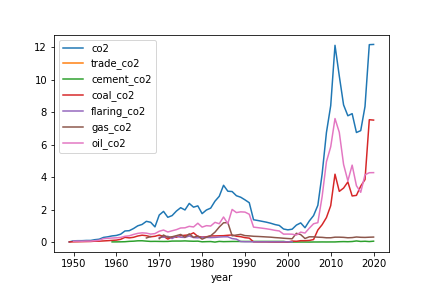 12
10
8
6
4
2
0
co2
trade_co2
cement_co2
coal_co2
flaring_co2
gas_co2
oil_co2
1950 1960 1970 1980 1990 2000 2010 2020
year